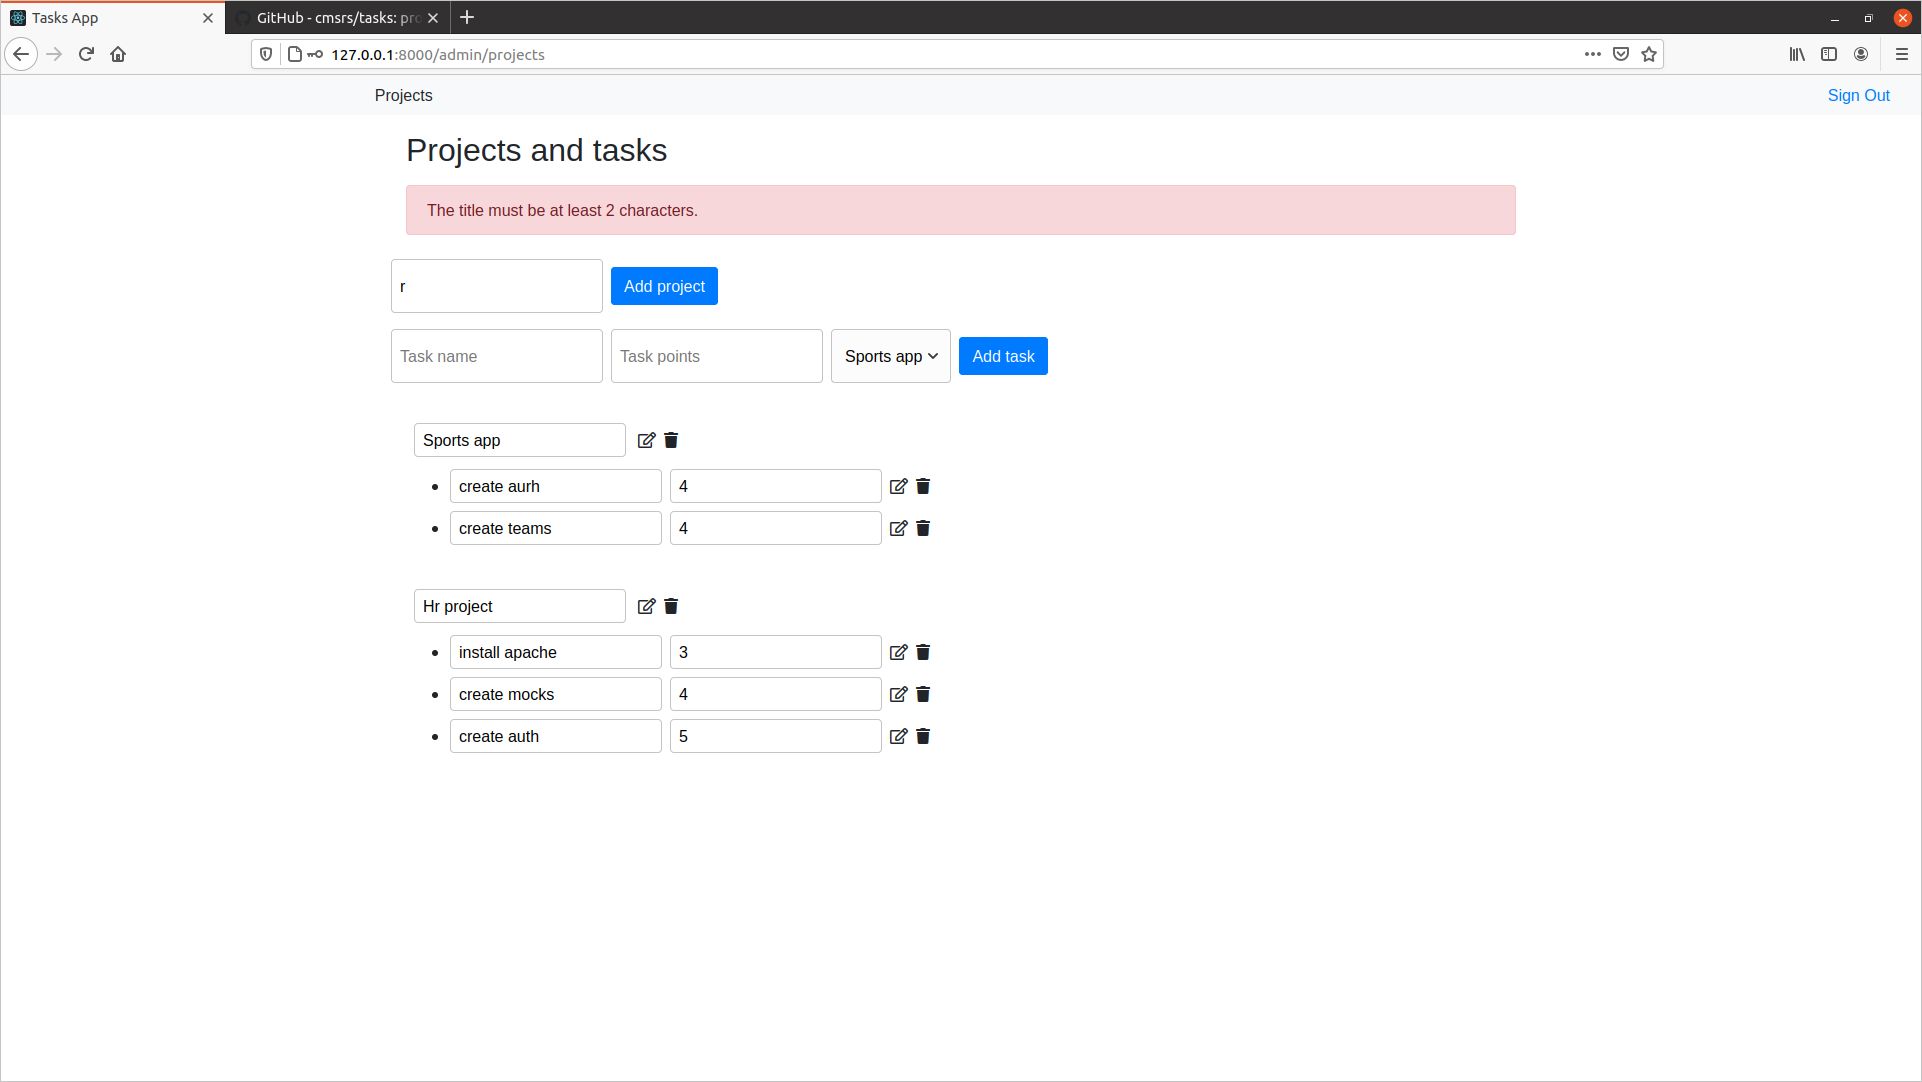 Tasks App
GitHub - cmsrs/tasks: pro
127.0.0.1:8000/admin/projects
Projects
Sign Out
Projects and tasks
The title must be at least 2 characters.
r
Add project
Task name
Task points
Sports app
Add task
Sports app
create aurh
4
create teams
4
Hr project
install apache
3
create mocks
4
create auth
5